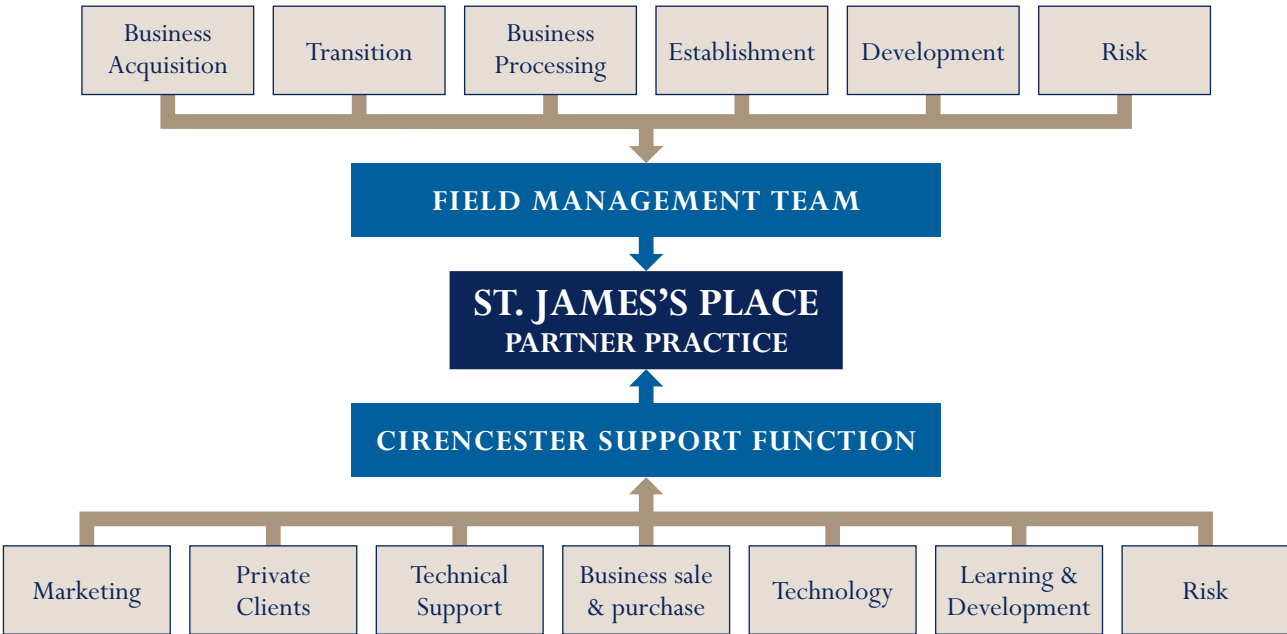 Business
Acquisition
Transition
Business
Processing
Establishment
Development
Risk
FIELD MANAGEMENT TEAM
ST. JAMES’S PLACE
PARTNER PRACTICE
CIRENCESTER SUPPORT FUNCTION
Marketing
Private
Clients
Technical
Support
Business sale
& purchase
Technology
Learning &
Development
Risk